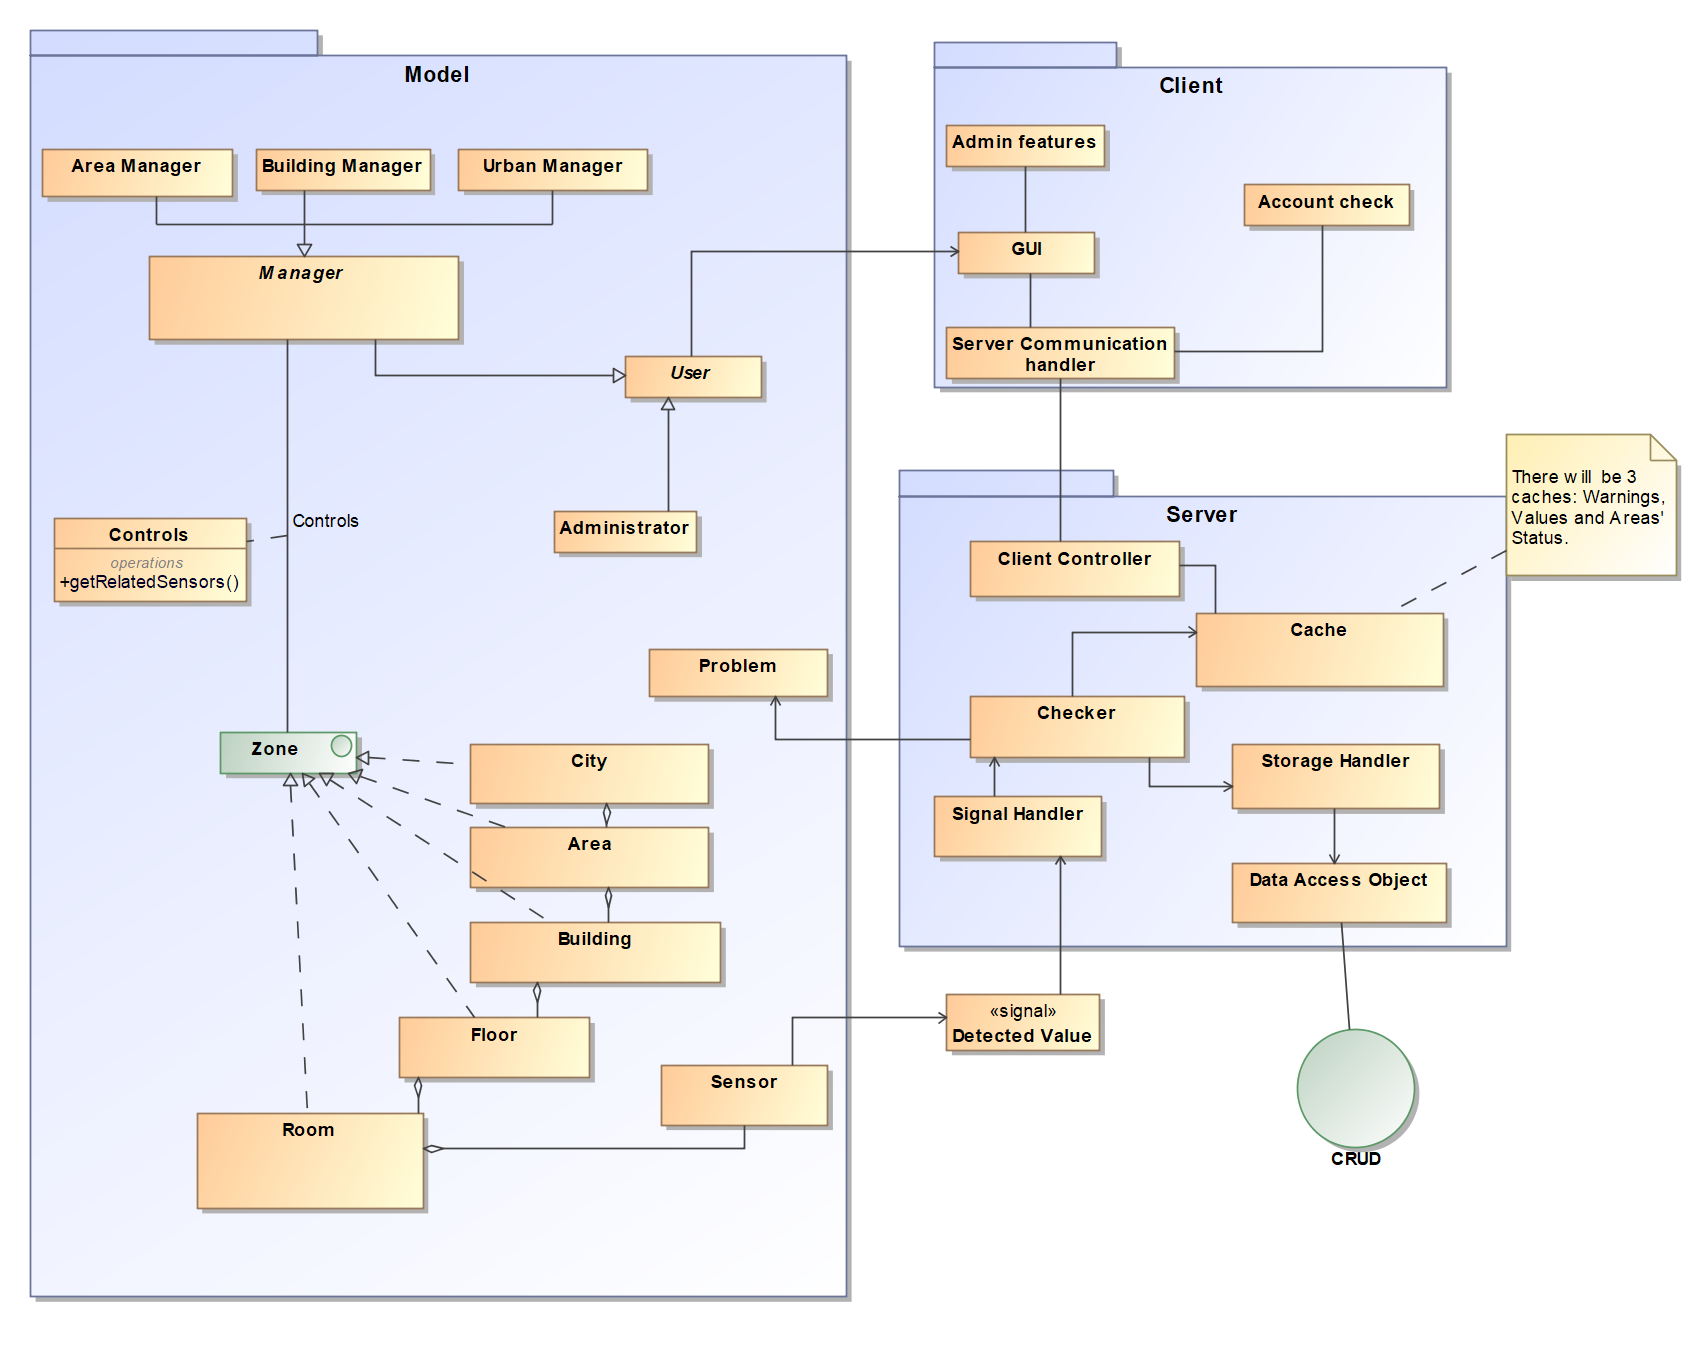 Model
Area Manager
Building Manager
Urban Manager
Manager
User
Administrator
Controls
Controls
operations
+getRelatedSensors()
Problem
Zone
City
Area
Building
Floor
Sensor
Room
Client
Admin features
Account check
GUI
Server Communication
handler
Server
There will be 3
caches: Warnings,
Values and Areas'
Status.
Client Controller
Cache
Checker
Storage Handler
Signal Handler
Data Access Object
«signal»
Detected Value
CRUD